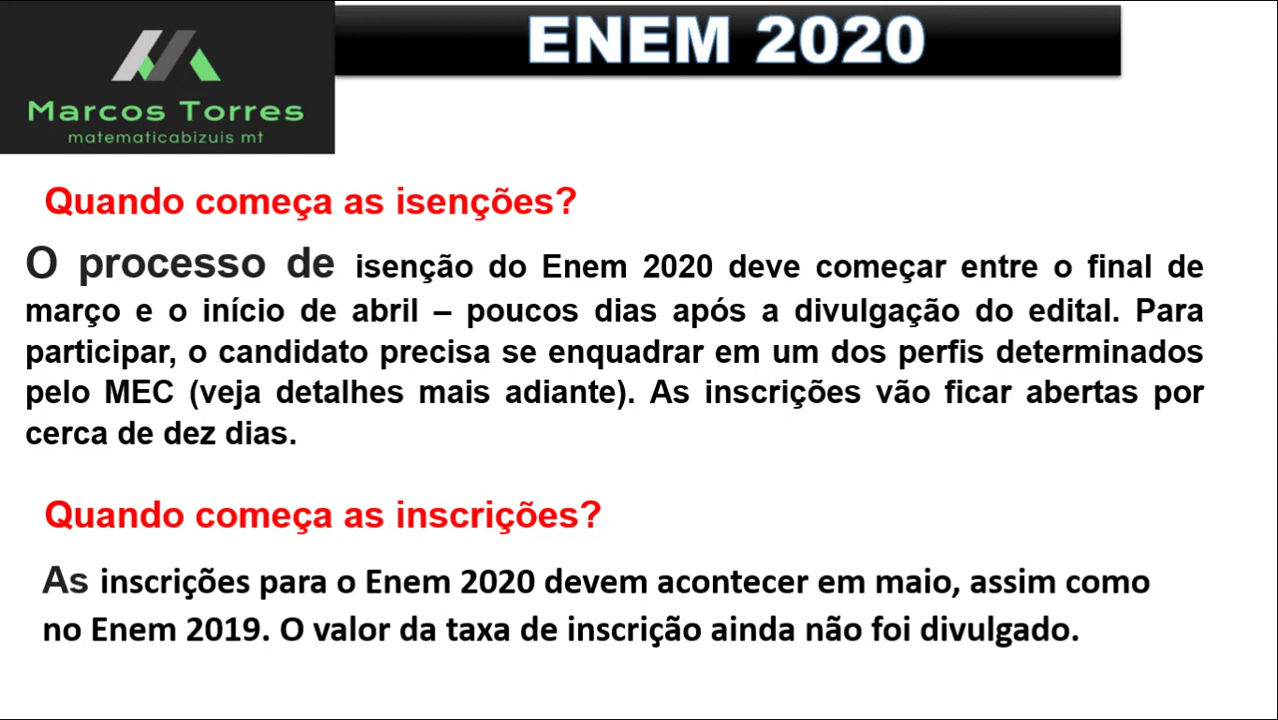 ENEM 2020
Marcos Torres
matematicabizuis mt
Quando começa as isenções?
O processo de isenção do Enem 2020 deve começar entre o final de
março e o início de abril – poucos dias após a divulgação do edital. Para
participar, o candidato precisa se enquadrar em um dos perfis determinados
pelo MEC (veja detalhes mais adiante). As inscrições vão ficar abertas por
cerca de dez dias.
Quando começa as inscrições?
As inscrições para o Enem 2020 devem acontecer em maio, assim como
no Enem 2019. O valor da taxa de inscrição ainda não foi divulgado.